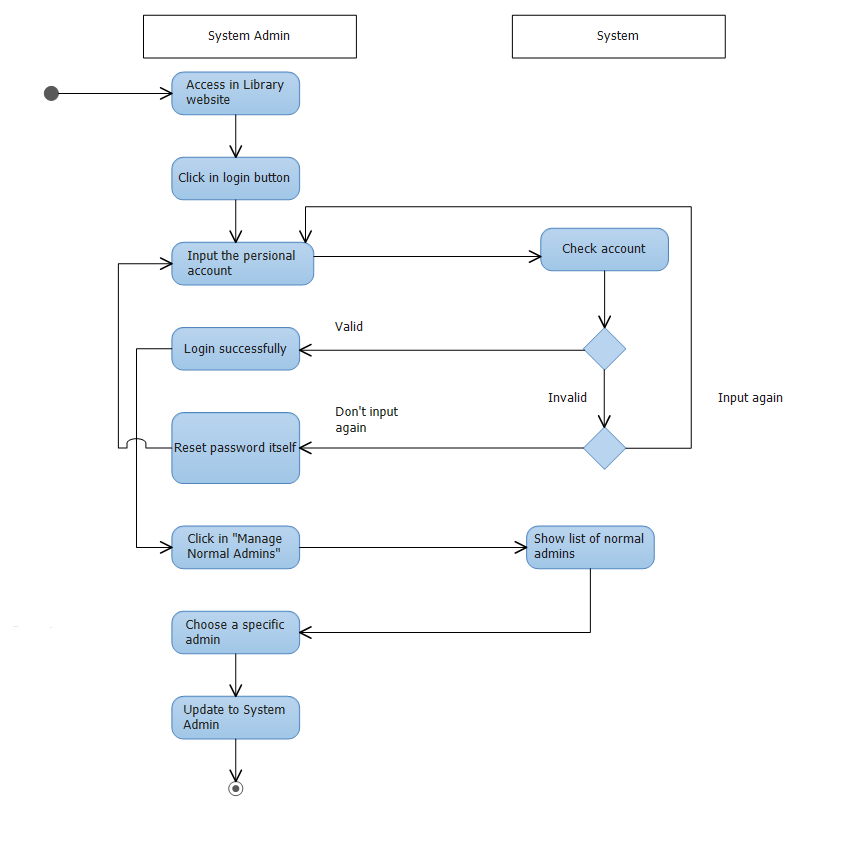 System Admin
System
Access in Library
website
Click in login button
Input the personal
account
Check account
Valid
Login successfully
Invalid
Input again
Don't input
again
Reset password itself
Click in "Manage
Normal Admins"
Show list of normal
admins
Choose a specific
admin
Update to System
Admin